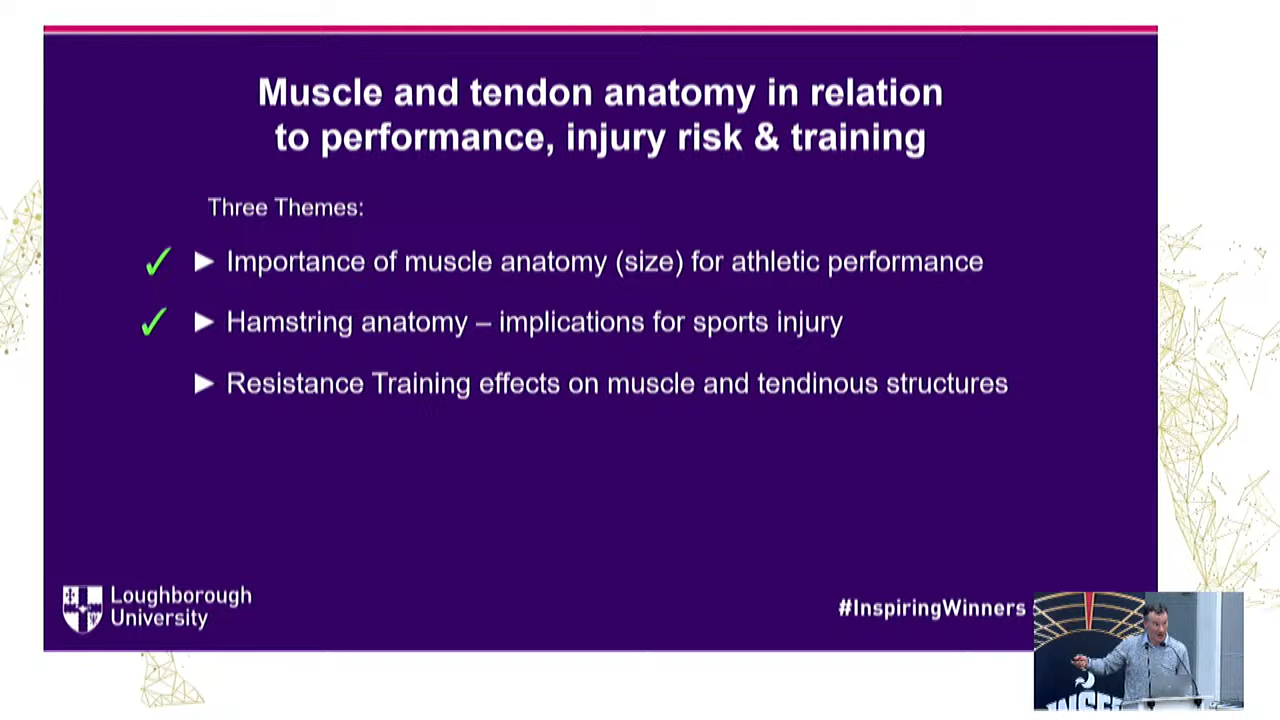 Muscle and tendon anatomy in relation
to performance, injury risk & training
Three Themes:
✓ ► Importance of muscle anatomy (size) for athletic performance
✓ ► Hamstring anatomy – implications for sports injury
► Resistance Training effects on muscle and tendinous structures
Loughborough
University
#InspiringWinners